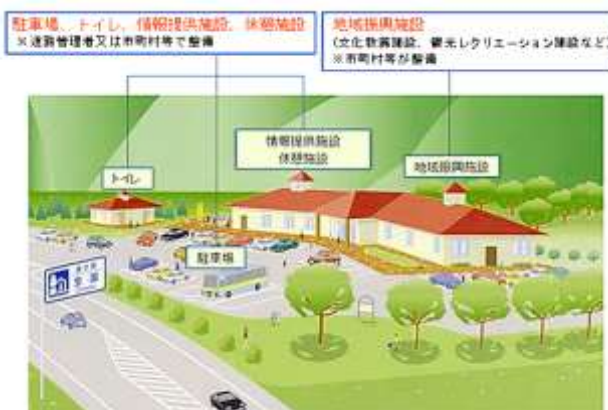 駐車場、トイレ、情報提供施設、休憩施設
※道路管理者又は市町村等で整備
地域振興施設
(文化教養施設、観光レクリエーション施設など)
※市町村等が整備
情報提供施設
休憩施設
トイレ
地域振興施設
駐車場